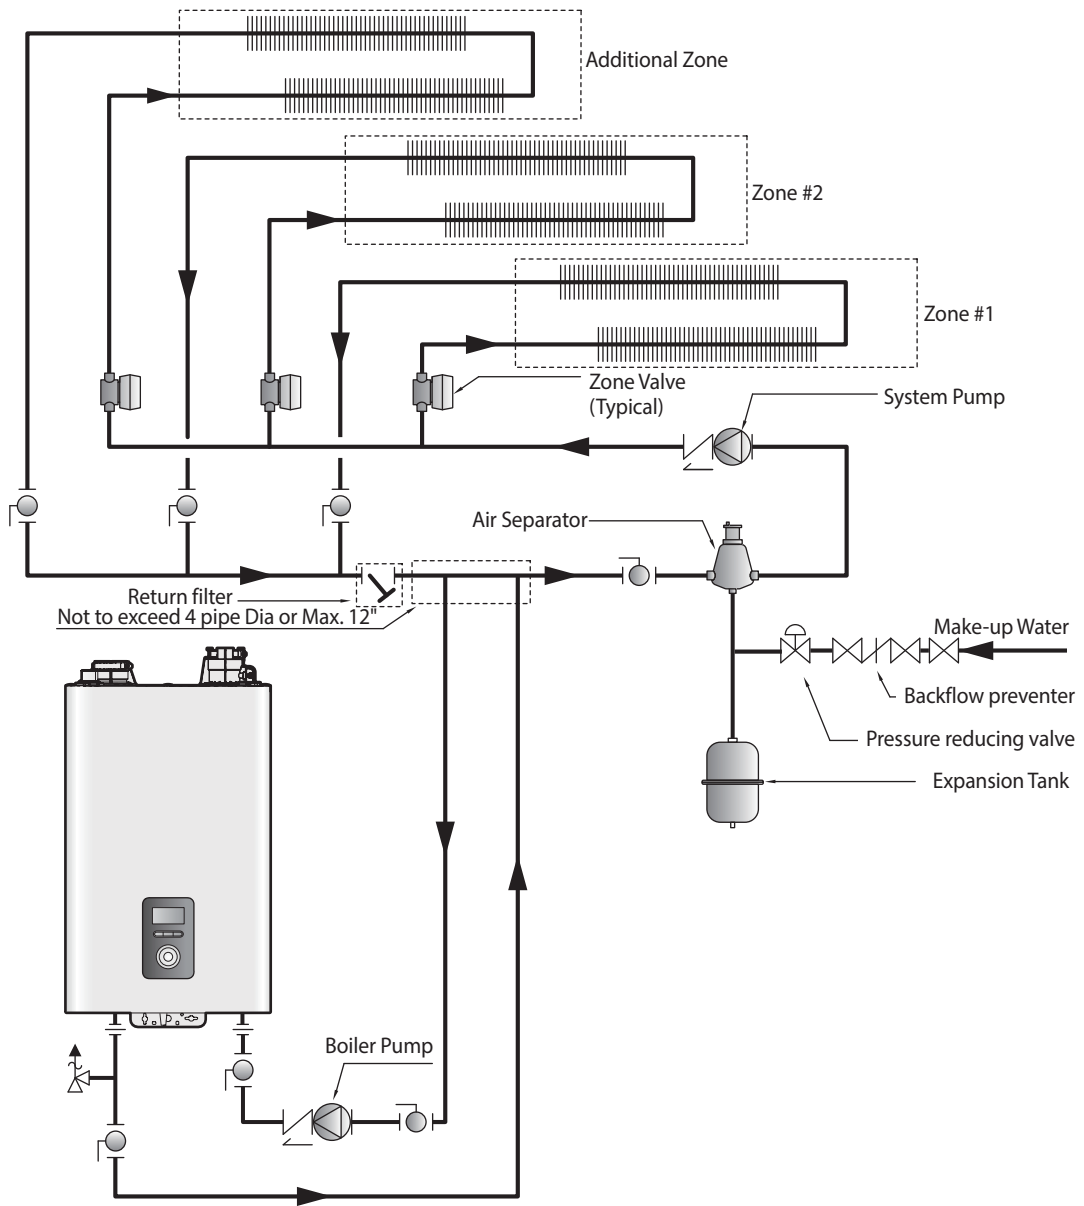 Additional Zone
Zone #2
Zone #1
Zone Valve
(Typical)
System Pump
Air Separator
Return filter
Not to exceed 4 pipe Dia or Max. 12"
Make-up Water
Backflow preventer
Pressure reducing valve
Expansion Tank
Boiler Pump